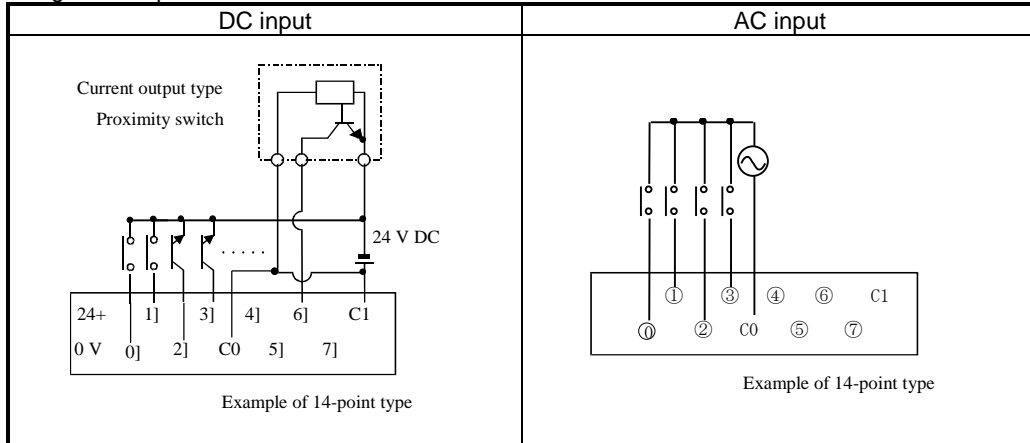 DC input
AC input
Current output type
Proximity switch
24 V DC
· · · · ·
24+ 1] 3] 4] 6] C1
0 V 0] 2] C0 5] 7]
Example of 14-point type
① ③ ④ ⑥ C1
⓪ ② C0 ⑤ ⑦
Example of 14-point type